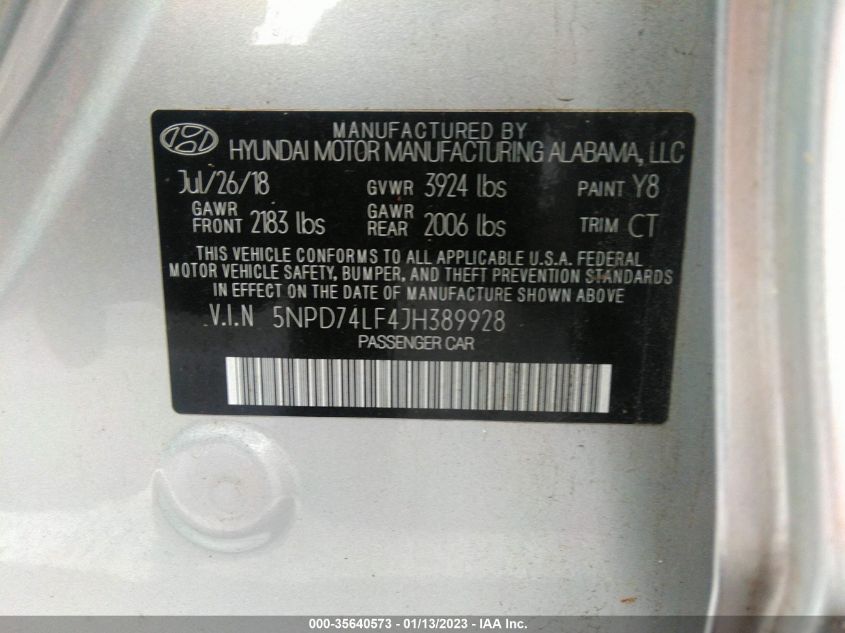 MANUFACTURED BY
HYUNDAI MOTOR MANUFACTURING ALABAMA, LLC
Jul/26/18 GVWR 3924 lbs PAINT Y8
GAWR FRONT 2183 lbs GAWR REAR 2006 lbs TRIM CT
THIS VEHICLE CONFORMS TO ALL APPLICABLE U.S.A. FEDERAL
MOTOR VEHICLE SAFETY, BUMPER, AND THEFT PREVENTION STANDARDS
IN EFFECT ON THE DATE OF MANUFACTURE SHOWN ABOVE
V.I.N 5NPD74LF4JH389928
PASSENGER CAR
000-35640573 - 01/13/2023 - IAA Inc.